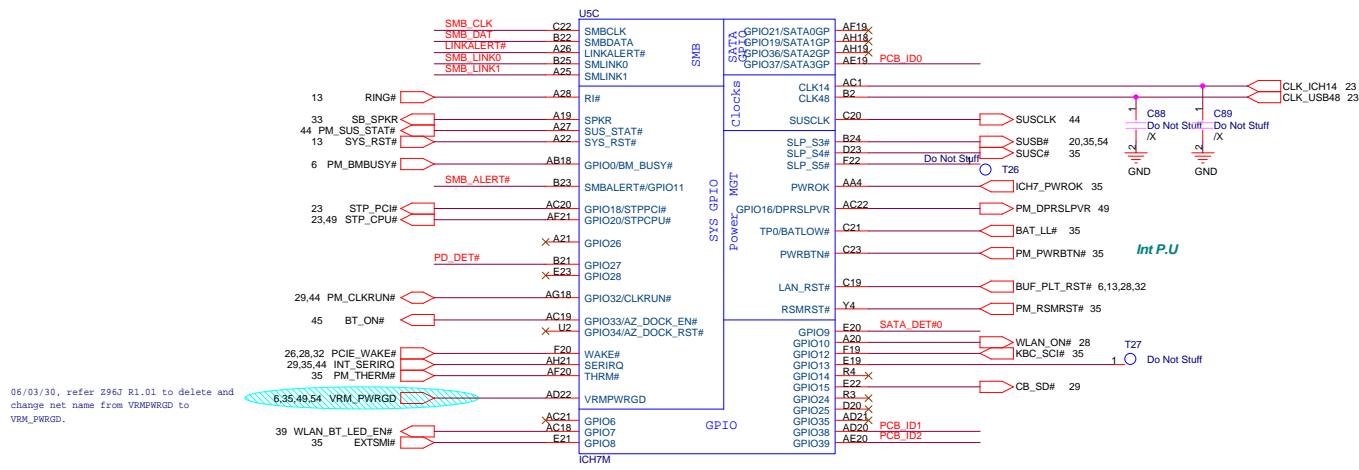 U5C
SMB_CLK C22 SMBCLK
SMB_DAT B22 SMBDATA
LINKALERT# A26 LINKALERT#
SMB_LINK0 B25 SMLINK0
SMB_LINK1 A25 SMLINK1
SMB
SATA
GPIO
GPIO21/SATA0GP AF19
GPIO19/SATA1GP AH18
GPIO36/SATA2GP AH19
GPIO37/SATA3GP AE19 PCB_ID0
Clocks
CLK14 AC1 CLK_ICH14 23
CLK48 B2 CLK_USB48 23
SUSCLK C20 SUSCLK 44
1 C88
Do Not Stuff
/X
2
GND
1 C89
Do Not Stuff
/X
2
GND
13 RING# A28 RI#
33 SB_SPKR A19 SPKR
44 PM_SUS_STAT# A27 SUS_STAT#
13 SYS_RST# A22 SYS_RST#
6 PM_BMBUSY# AB18 GPIO0/BM_BUSY#
SMB_ALERT# B23 SMBALERT#/GPIO11
23 STP_PCI# AC20 GPIO18/STPPCI#
23,49 STP_CPU# AF21 GPIO20/STPCPU#
A21 GPIO26
PD_DET# B21 GPIO27
E23 GPIO28
29,44 PM_CLKRUN# AG18 GPIO32/CLKRUN#
45 BT_ON# AC19 GPIO33/AZ_DOCK_EN#
U2 GPIO34/AZ_DOCK_RST#
26,28,32 PCIE_WAKE# F20 WAKE#
29,35,44 INT_SERIRQ AH21 SERIRQ
35 PM_THERM# AF20 THRM#
6,35,49,54 VRM_PWRGD AD22 VRMPWRGD
AC21 GPIO6
39 WLAN_BT_LED_EN# AC18 GPIO7
35 EXTSMI# E21 GPIO8
SYS GPIO
Power MGT
SLP_S3# B24 SUSB# 20,35,54
SLP_S4# D23 SUSC# 35
SLP_S5# F22 Do Not Stuff 1 T26
PWROK AA4 ICH7_PWROK 35
GPIO16/DPRSLPVR AC22 PM_DPRSLPVR 49
TP0/BATLOW# C21 BAT_LL# 35
PWRBTN# C23 PM_PWRBTN# 35
Int P.U
LAN_RST# C19 BUF_PLT_RST# 6,13,28,32
RSMRST# Y4 PM_RSMRST# 35
GPIO9 E20 SATA_DET#0
GPIO10 A20 WLAN_ON# 28
GPIO12 F19 KBC_SCI# 35
GPIO13 E19 1 T27 Do Not Stuff
GPIO14 R4
GPIO15 E22 CB_SD# 29
GPIO24 R3
GPIO25 D20
GPIO35 AD21
GPIO38 AD20 PCB_ID1
GPIO39 AE20 PCB_ID2
GPIO
ICH7M
06/03/30, refer Z96J R1.01 to delete and
change net name from VRMPWRGD to
VRM_PWRGD.